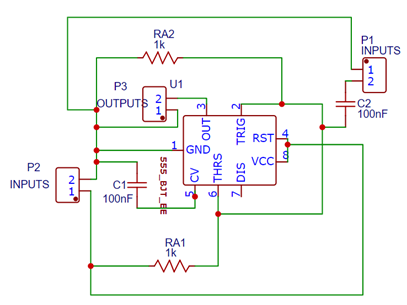 RA2
1k
P1
INPUTS
1
2
P3
OUTPUTS
U1
2
1
3
2
OUT
TRIG
C2
100nF
1
GND
RST
4
VCC
8
P2
INPUTS
2
1
C1
100nF
555_BJT_EE
CV
THRS
DIS
5
6
7
RA1
1k